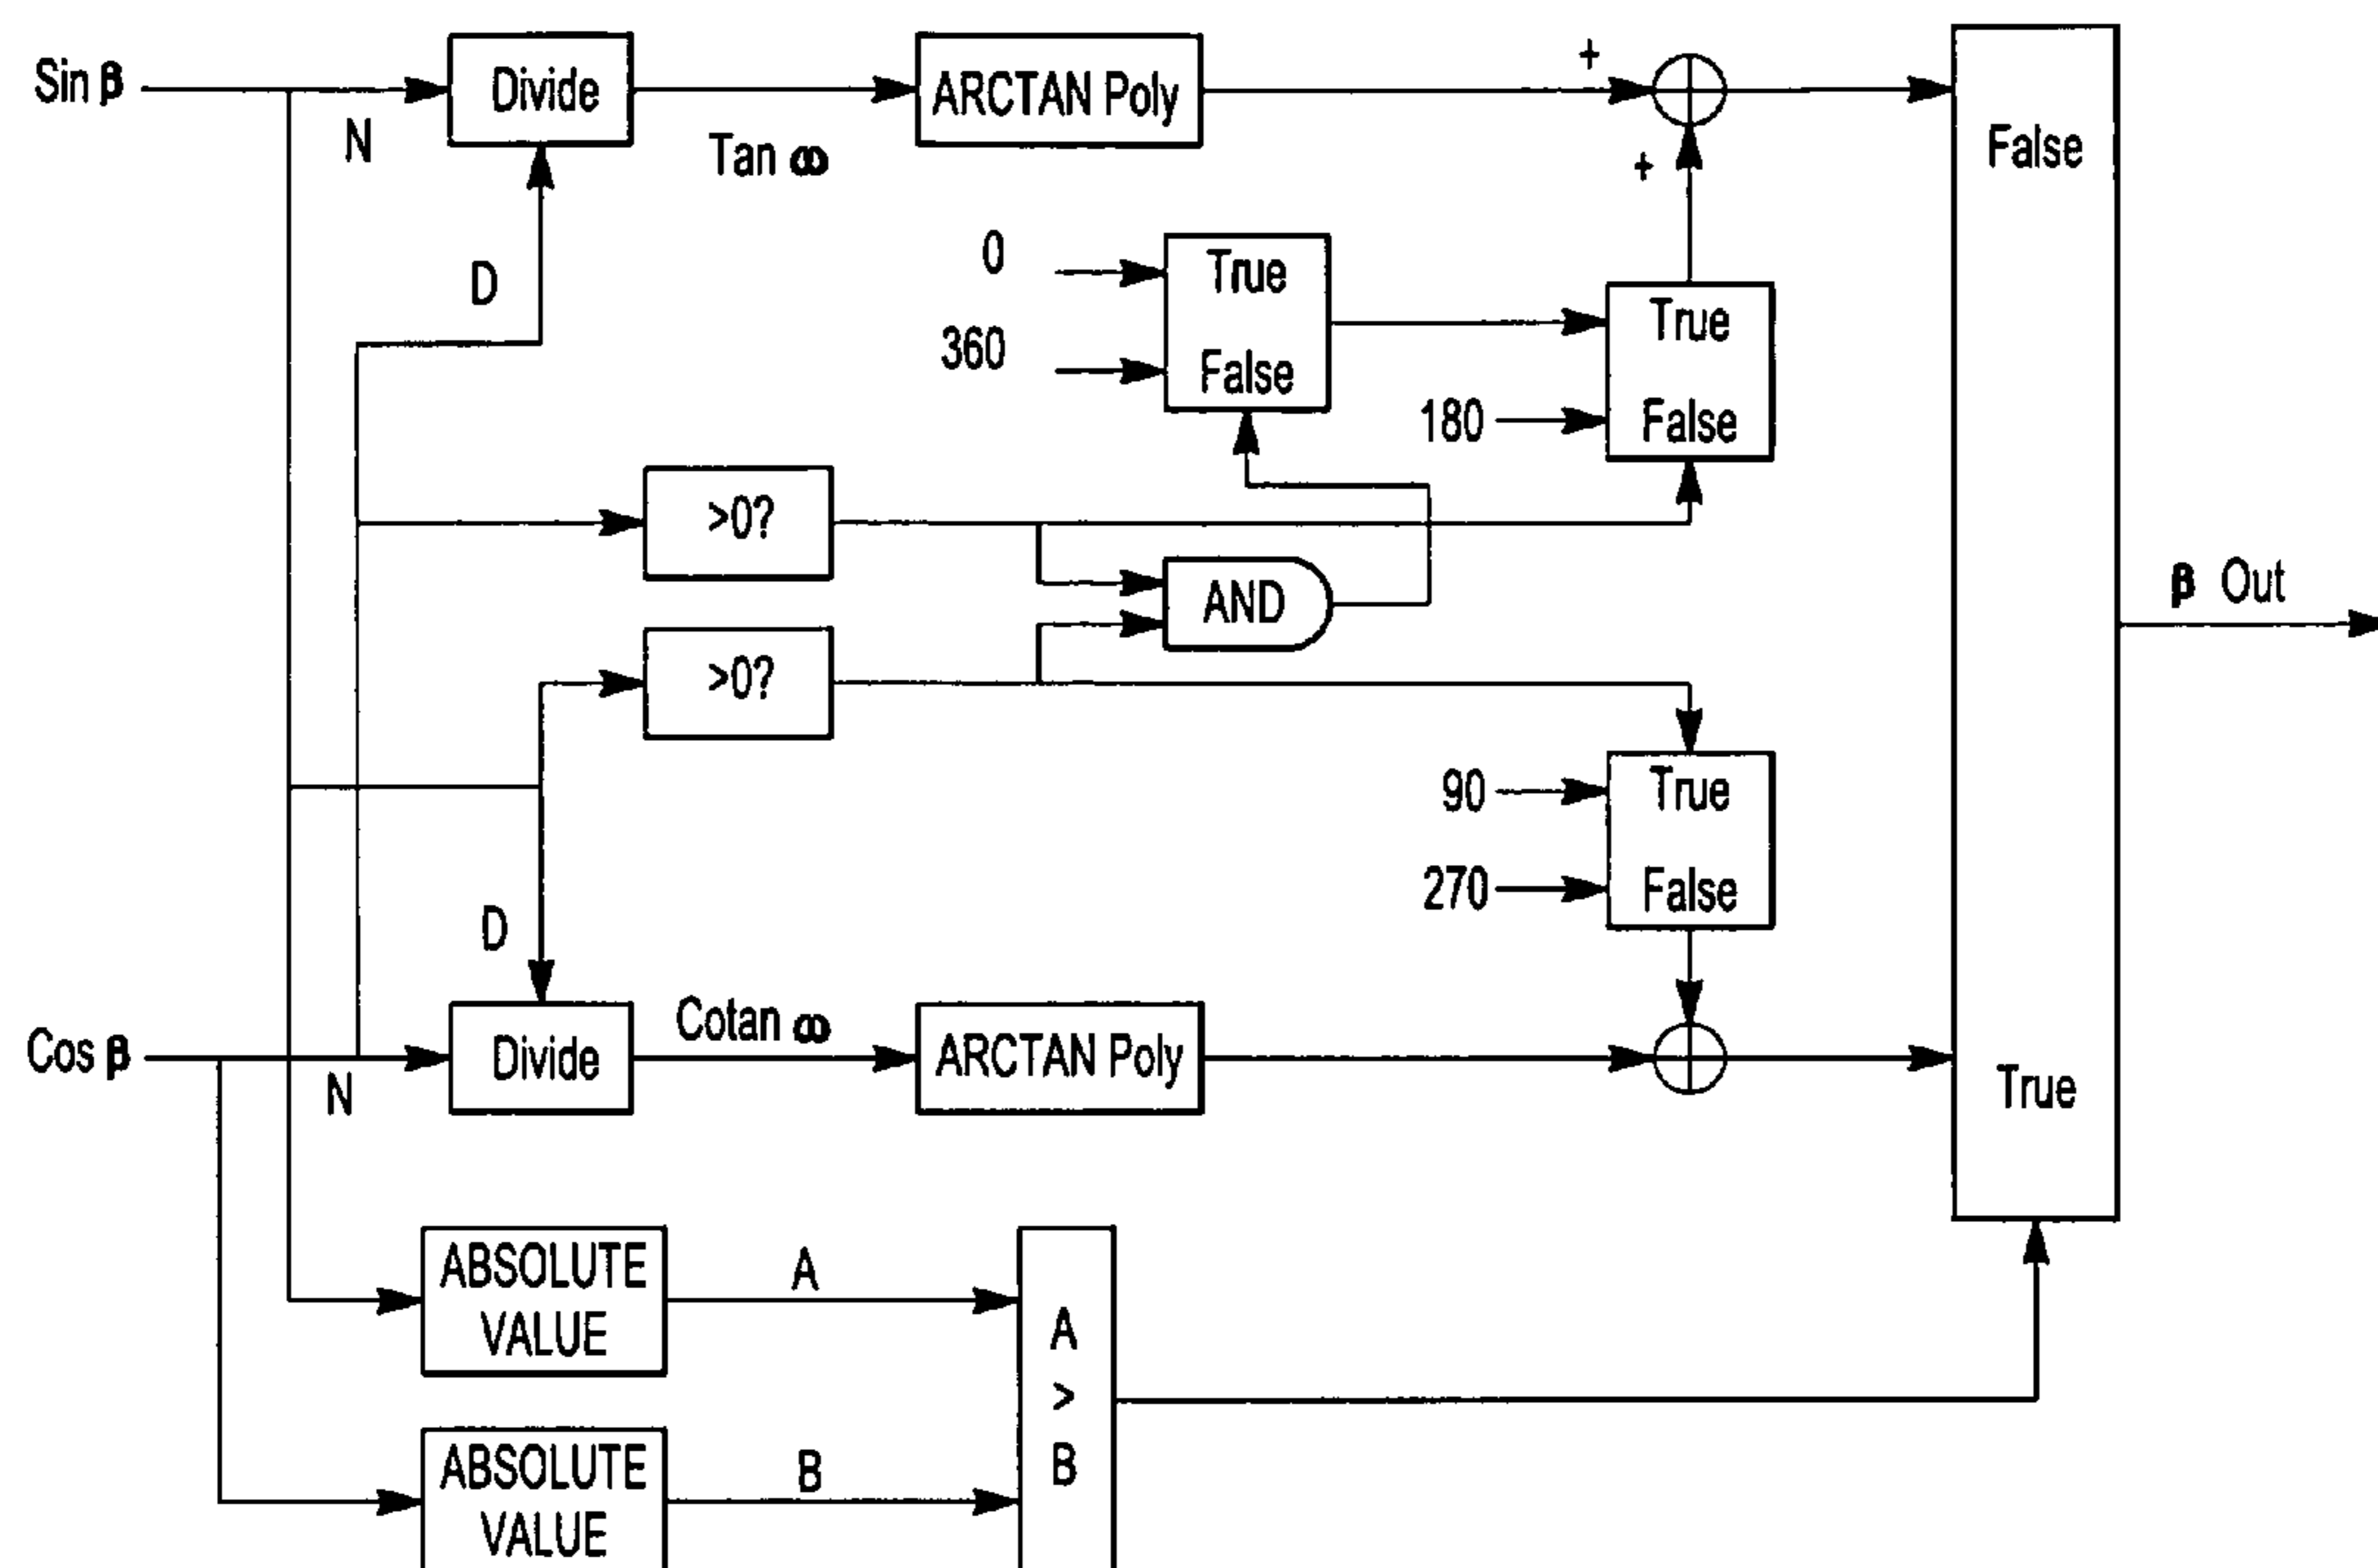 Sin β
N
Divide
Tan ω
ARCTAN Poly
+
+
False
D
0
360
True
False
180
True
False
>0?
AND
>0?
β Out
90
270
True
False
D
Cos β
N
Divide
Cotan ω
ARCTAN Poly
True
ABSOLUTE
VALUE
A
ABSOLUTE
VALUE
B
A
>
B